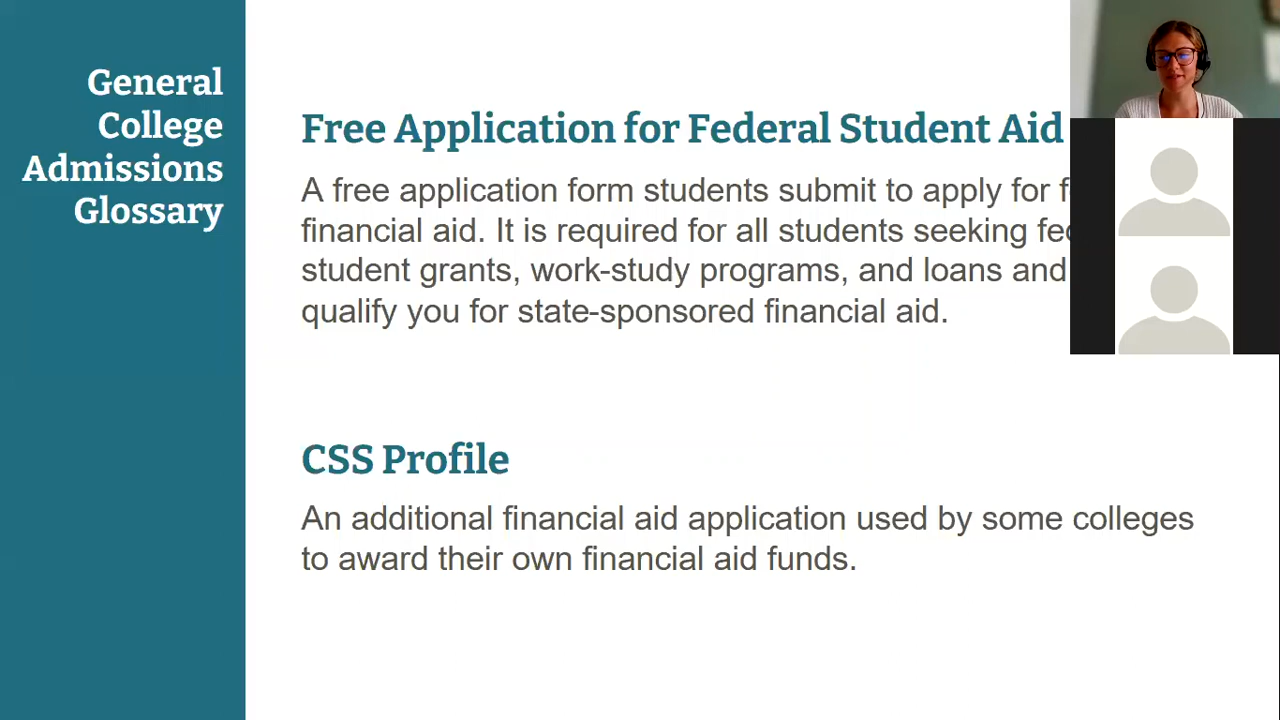 General
College
Admissions
Glossary
Free Application for Federal Student Aid
A free application form students submit to apply for
financial aid. It is required for all students seeking
student grants, work-study programs, and loans and
qualify you for state-sponsored financial aid.
CSS Profile
An additional financial aid application used by some colleges
to award their own financial aid funds.